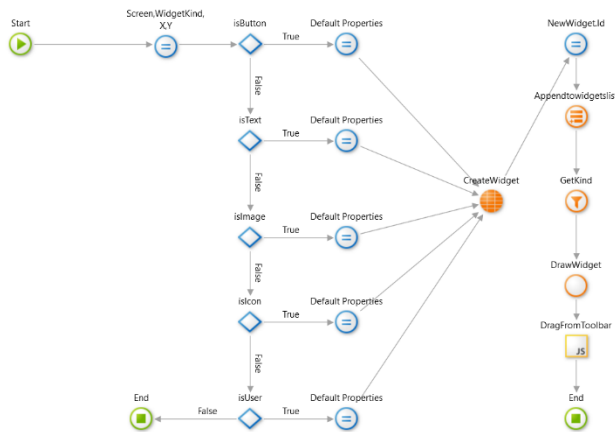 Start
Screen,WidgetKind,
X,Y
isButton
True
Default Properties
NewWidget.Id
False
isText
True
Default Properties
Appendtowidgetslis
False
CreateWidget
GetKind
isImage
True
Default Properties
False
DrawWidget
isIcon
True
Default Properties
DragFromToolbar
JS
False
End
False
isUser
True
Default Properties
End